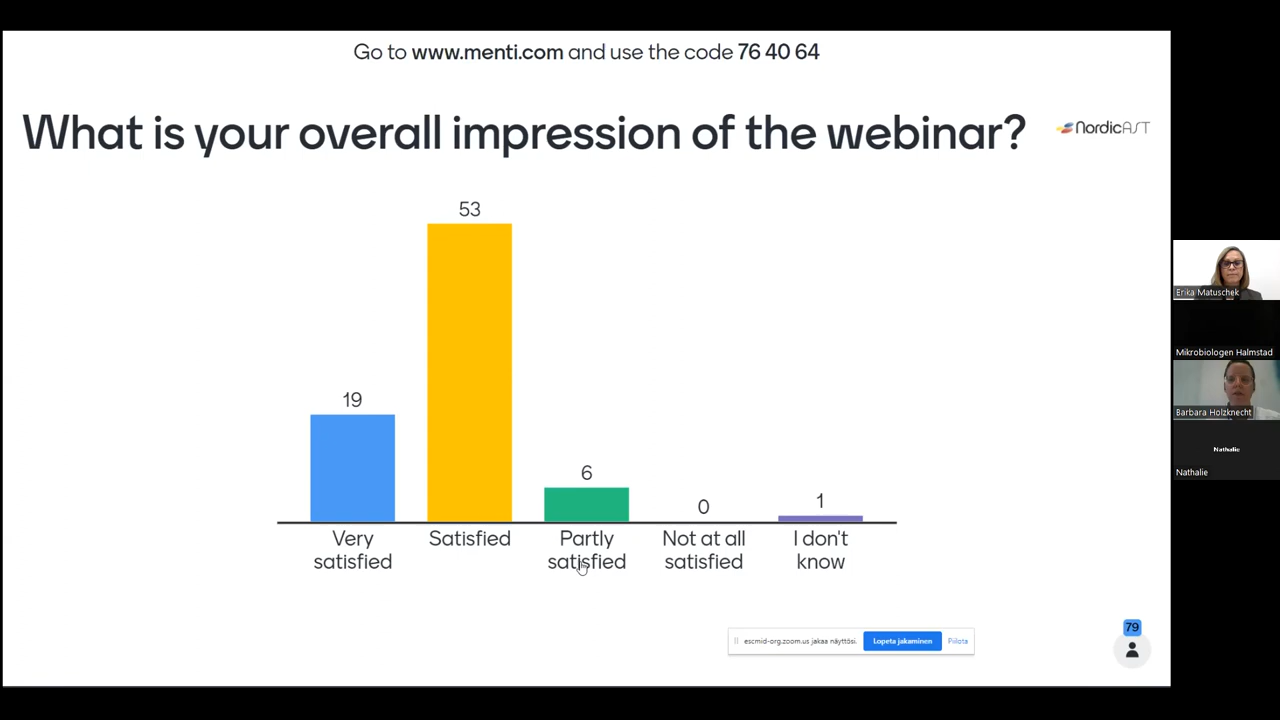 Go to www.menti.com and use the code 76 40 64
What is your overall impression of the webinar?
NordicAST
53
19
6
0
1
Very satisfied
Satisfied
Partly satisfied
Not at all satisfied
I don't know
escmid-org.zoom.us jakaa näyttösi.
Lopeta jakaminen
Piilota
79
Erika Matuschek
Mikrobiologen Halmstad
Barbara Holzknecht
Nathalie
Nathalie